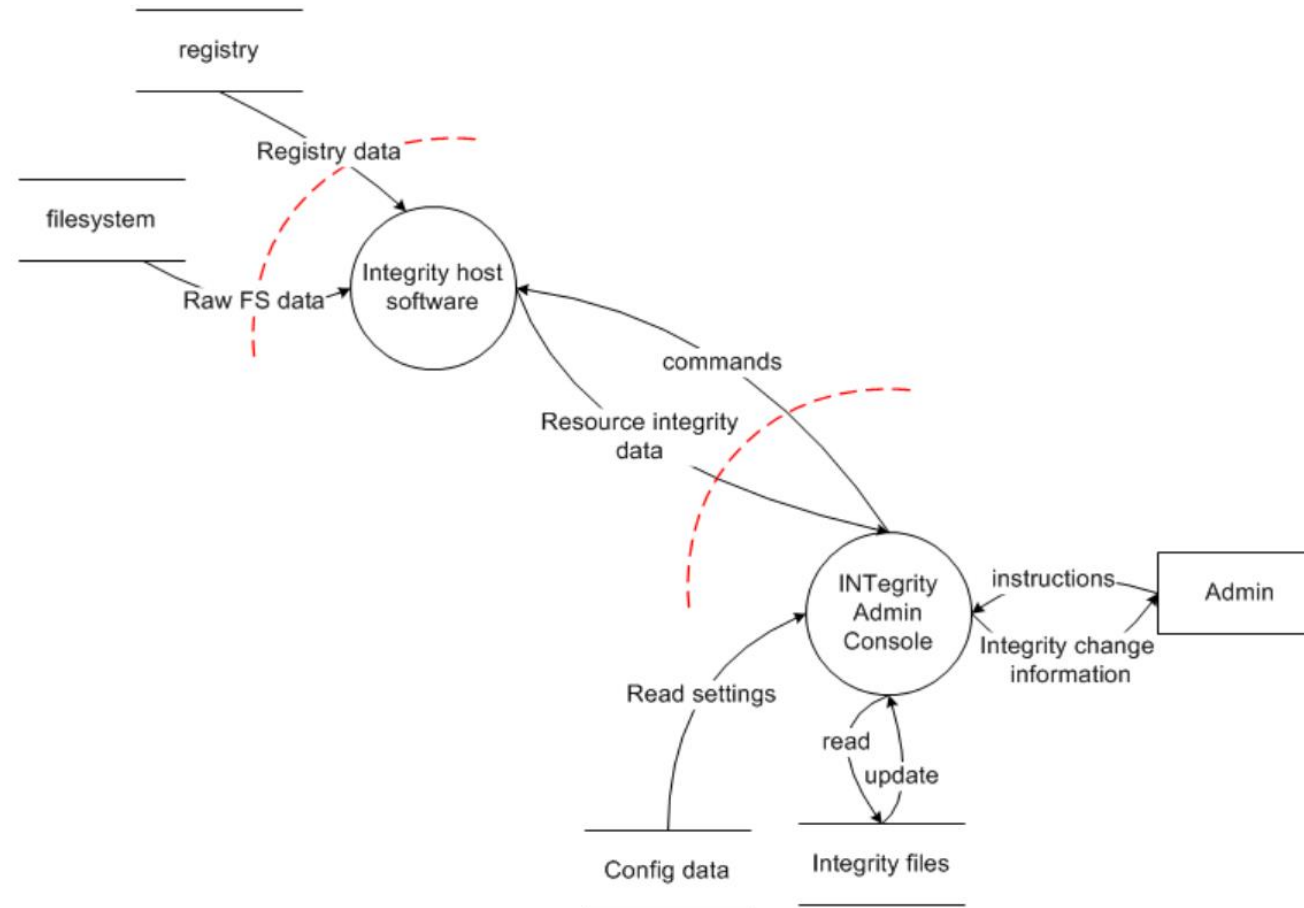 registry
Registry data
filesystem
Raw FS data
Integrity host
software
commands
Resource integrity
data
INTegrity
Admin
Console
instructions
Admin
Integrity change
information
Read settings
read
update
Config data
Integrity files